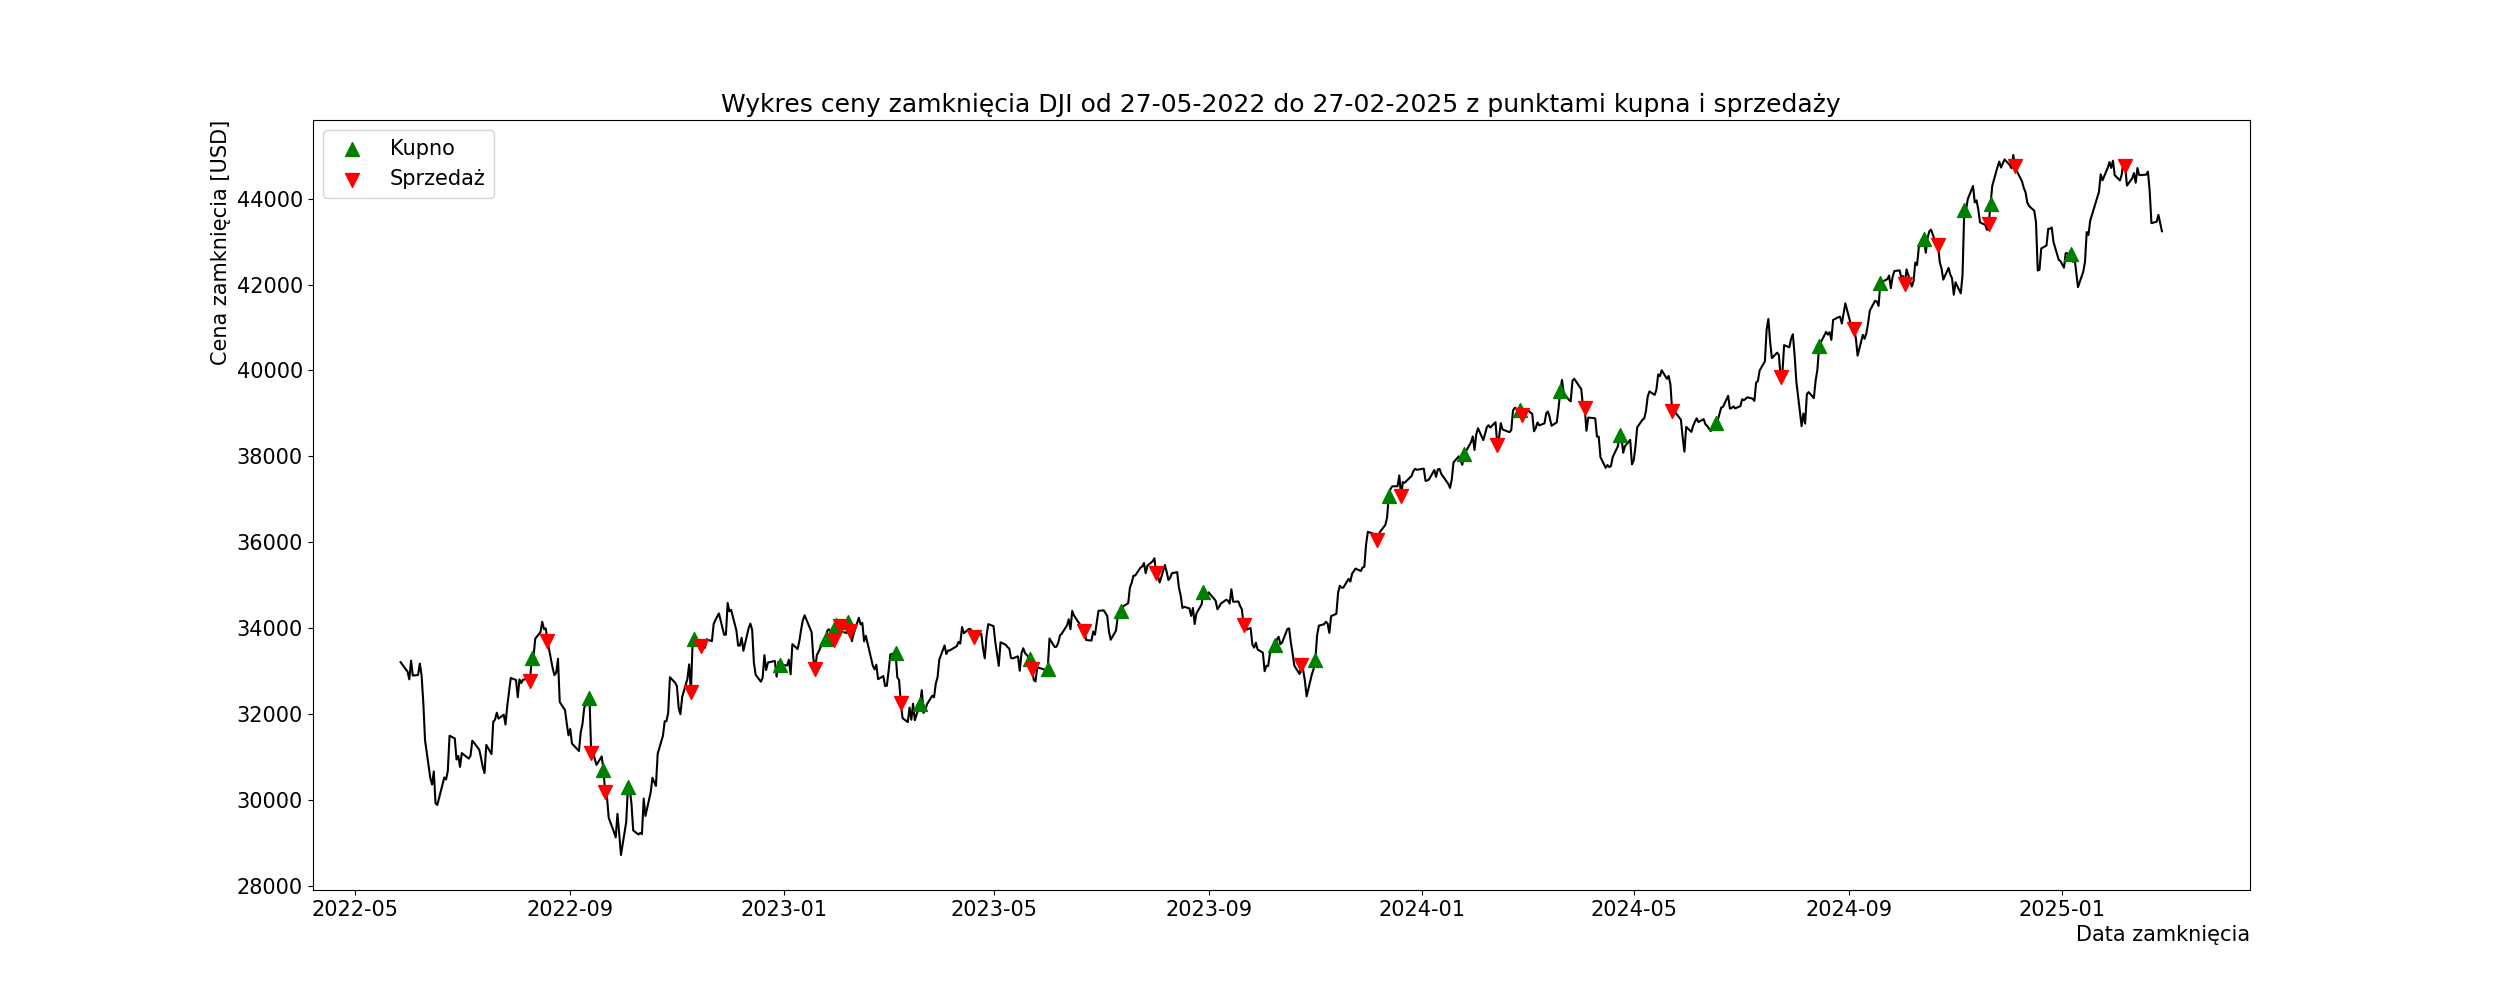 Wykres ceny zamknięcia DJI od 27-05-2022 do 27-02-2025 z punktami kupna i sprzedaży
Kupno
Sprzedaż
Cena zamknięcia [USD]
44000
42000
40000
38000
36000
34000
32000
30000
28000
2022-05 2022-09 2023-01 2023-05 2023-09 2024-01 2024-05 2024-09 2025-01
Data zamknięcia